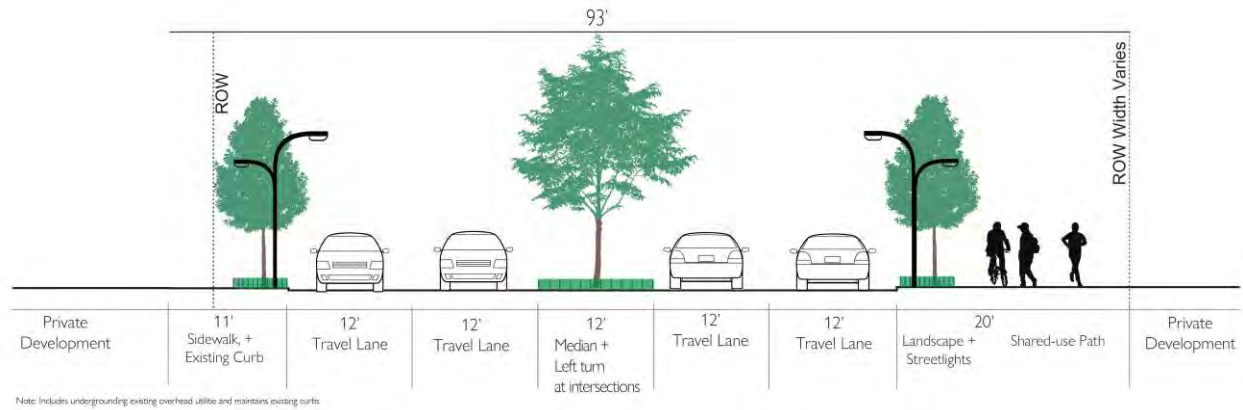 93'
ROW
ROW Width Varies
Private
Development
11'
Sidewalk, +
Existing Curb
12'
Travel Lane
12'
Travel Lane
12'
Median +
Left turn
at intersections
12'
Travel Lane
12'
Travel Lane
20'
Landscape +
Streetlights
Shared-use Path
Private
Development
Note: Includes undergrounding existing overhead utilitie and maintains existing curbs